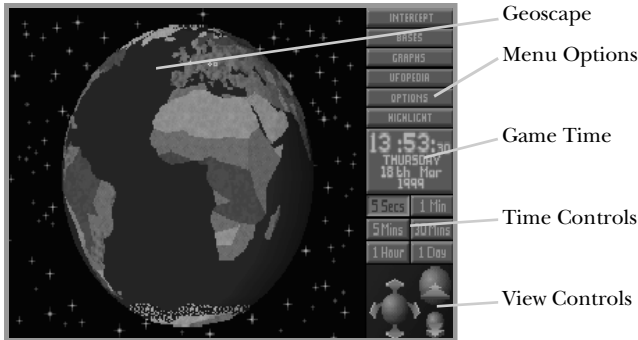 INTERCEPT
BASES
GRAPHS
UFOPEDIA
OPTIONS
HIGHLIGHT
13:53:30
THURSDAY
18th Mar
1999
5 Secs 1 Min
5 Mins 30 Mins
1 Hour 1 Day
Geoscape
Menu Options
Game Time
Time Controls
View Controls